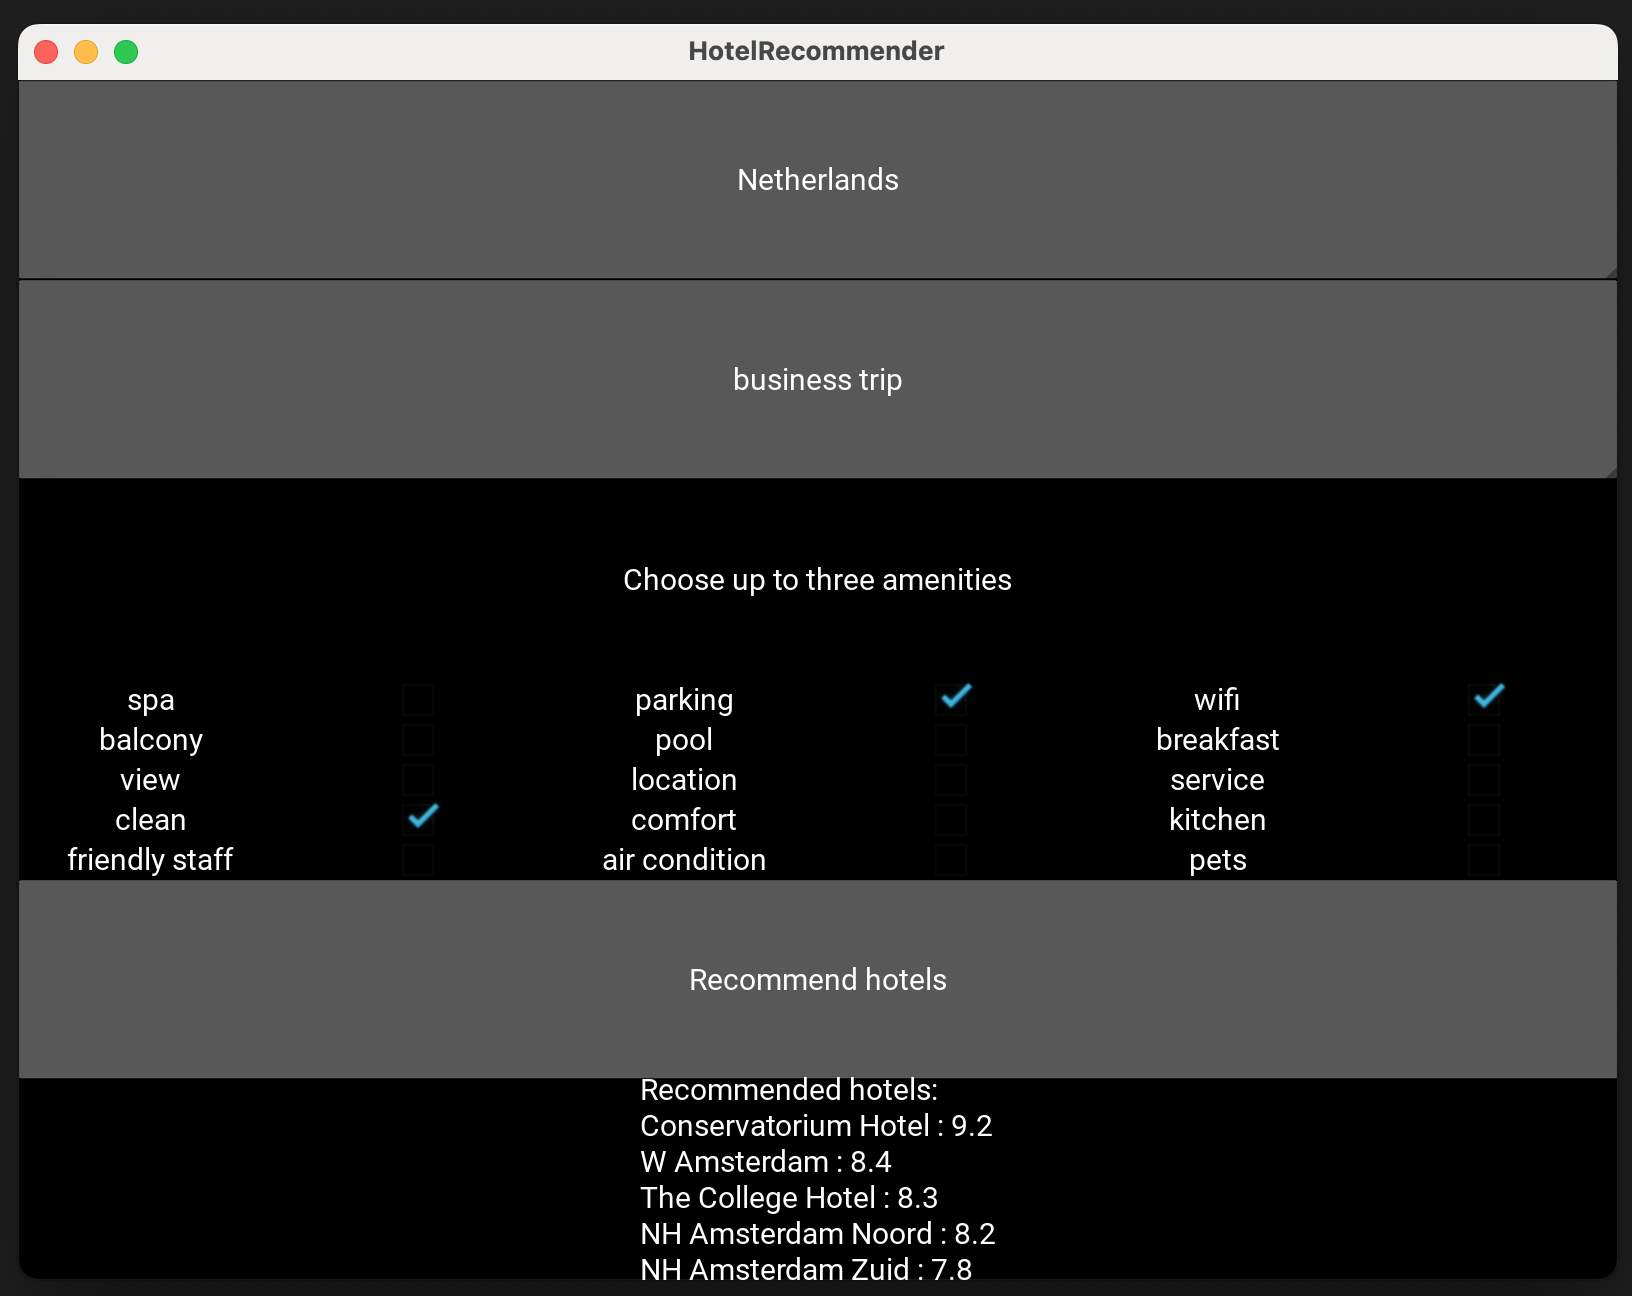 HotelRecommender
Netherlands
business trip
Choose up to three amenities
spa parking wifi
balcony pool breakfast
view location service
clean comfort kitchen
friendly staff air condition pets
Recommend hotels
Recommended hotels:
Conservatorium Hotel : 9.2
W Amsterdam : 8.4
The College Hotel : 8.3
NH Amsterdam Noord : 8.2
NH Amsterdam Zuid : 7.8